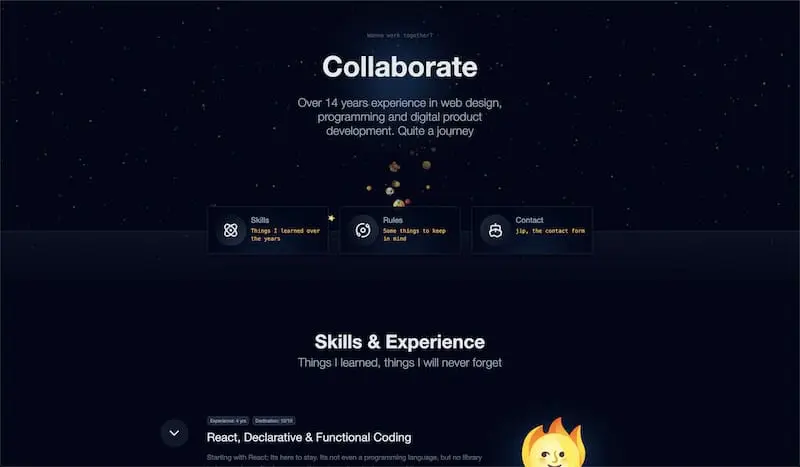 Wanna work together?
Collaborate
Over 14 years experience in web design,
programming and digital product
development. Quite a journey
Skills
Things I learned over
the years
Rules
Some things to keep
in mind
Contact
jip, the contact form
Skills & Experience
Things I learned, things I will never forget
Experience: 4 yrs
Dedication: 10/10
React, Declarative & Functional Coding
Starting with React; Its here to stay. Its not even a programming language, but no library